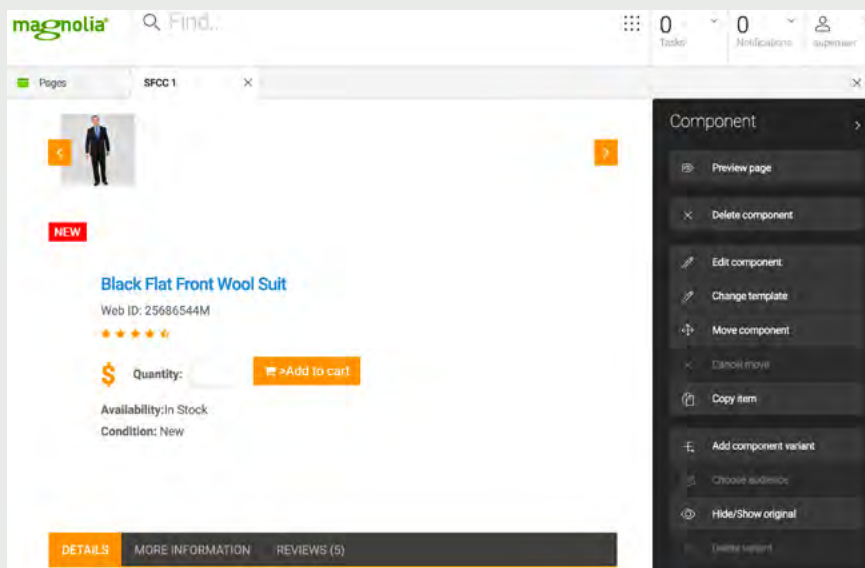 magnolia®
Find..
0
Tasks
0
Notifications
superuser
Pages
SFCC 1
Component
Preview page
NEW
Delete component
Edit component
Black Flat Front Wool Suit
Change template
Web ID: 25686544M
Move component
$
Quantity:
>Add to cart
Cancel move
Copy item
Availability:In Stock
Condition: New
Add component variant
Choose audience
Hide/Show original
DETAILS
MORE INFORMATION
REVIEWS (5)
Delete variant